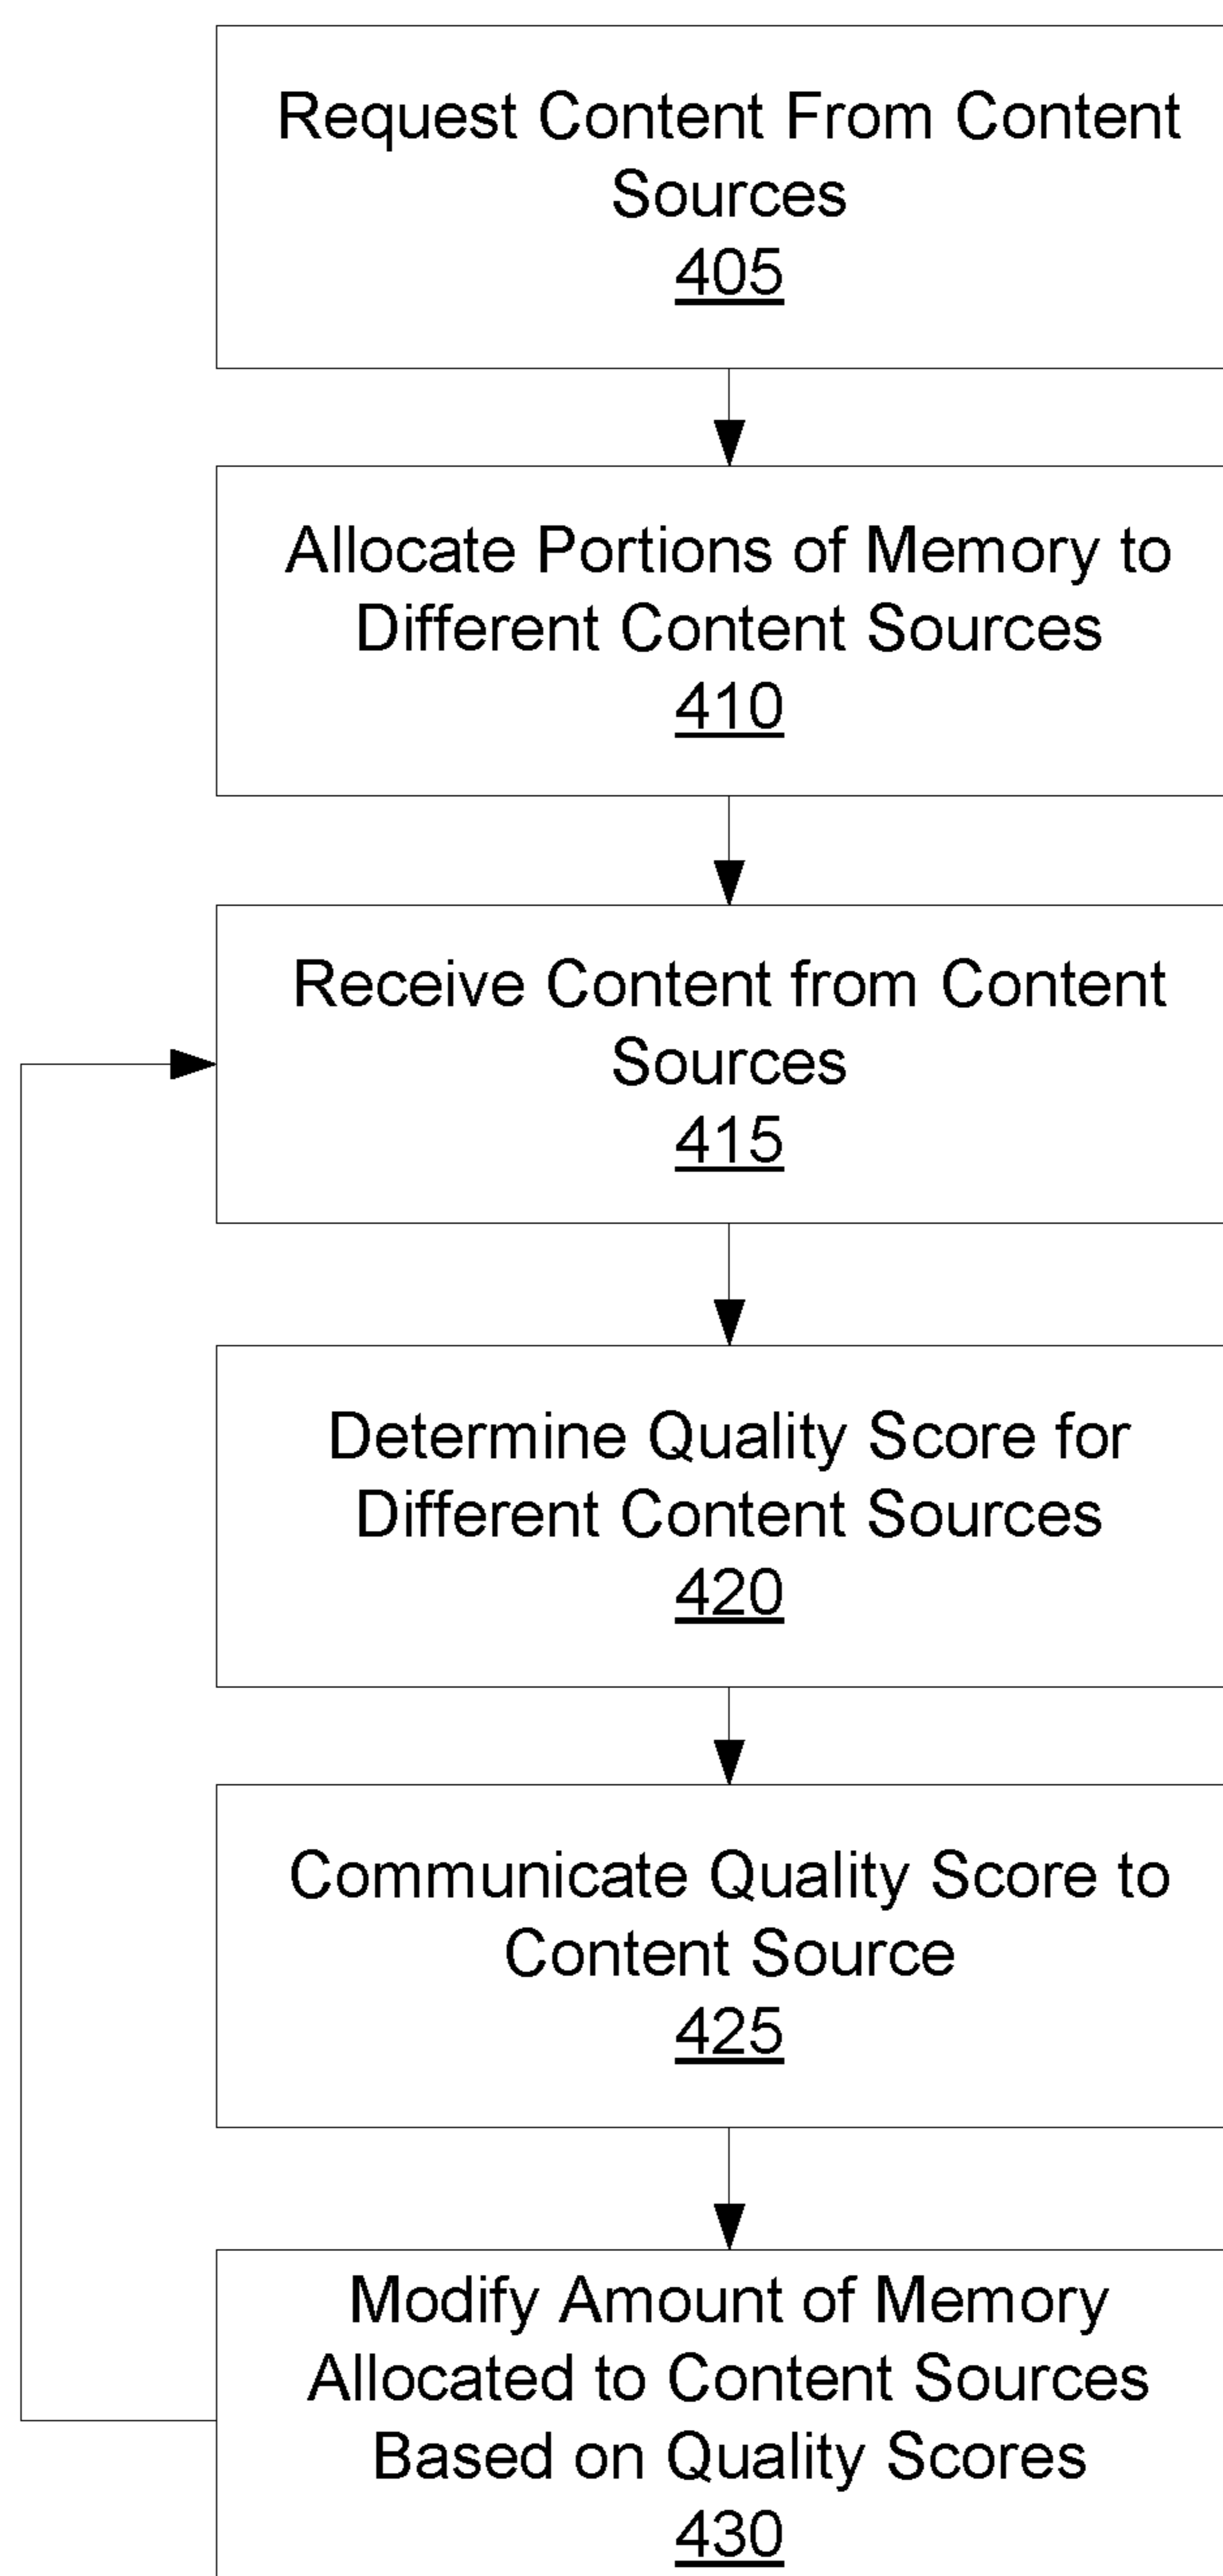 Request Content From Content
Sources
405
Allocate Portions of Memory to
Different Content Sources
410
Receive Content from Content
Sources
415
Determine Quality Score for
Different Content Sources
420
Communicate Quality Score to
Content Source
425
Modify Amount of Memory
Allocated to Content Sources
Based on Quality Scores
430